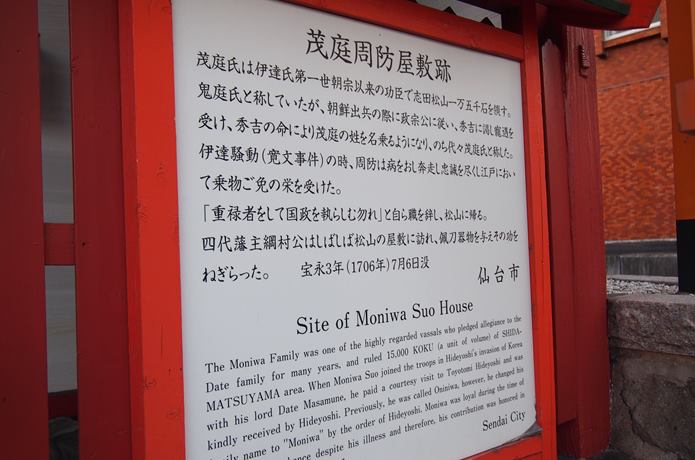 茂庭周防屋敷跡
茂庭氏は伊達氏第一世朝宗以来の功臣で志田松山一万五千石を領す。
鬼庭氏と称していたが、朝鮮出兵の際に政宗公に従い、秀吉に謁し寵遇を
受け、秀吉の命により茂庭の姓を名乗るようになり、のち代々茂庭氏と称した。
伊達騒動(寛文事件)の時、周防は病をおし奔走し忠誠を尽くし江戸におい
て乗物ご免の栄を受けた。
「重禄者をして国政を執らしむ勿れ」と自ら職を辞し、松山に帰る。
四代藩主綱村公はしばしば松山の屋敷に訪れ、佩刀器物を与えその功を
ねぎらった。 宝永3年(1706年)7月6日没
仙台市
Site of Moniwa Suo House
The Moniwa Family was one of the highly regarded vassals who pledged allegiance to the
Date family for many years, and ruled 15,000 KOKU (a unit of volume) of SHIDA-
MATSUYAMA area. When Moniwa Suo joined the troops in Hideyoshi's invasion of Korea
with his lord Date Masamune, he paid a courtesy visit to Toyotomi Hideyoshi and was
kindly received by Hideyoshi. Previously, he was called Oniniwa, however, he changed his
family name to "Moniwa" by the order of Hideyoshi. Moniwa was loyal during the time of
despite his illness and therefore, his contribution was honored in
Sendai City